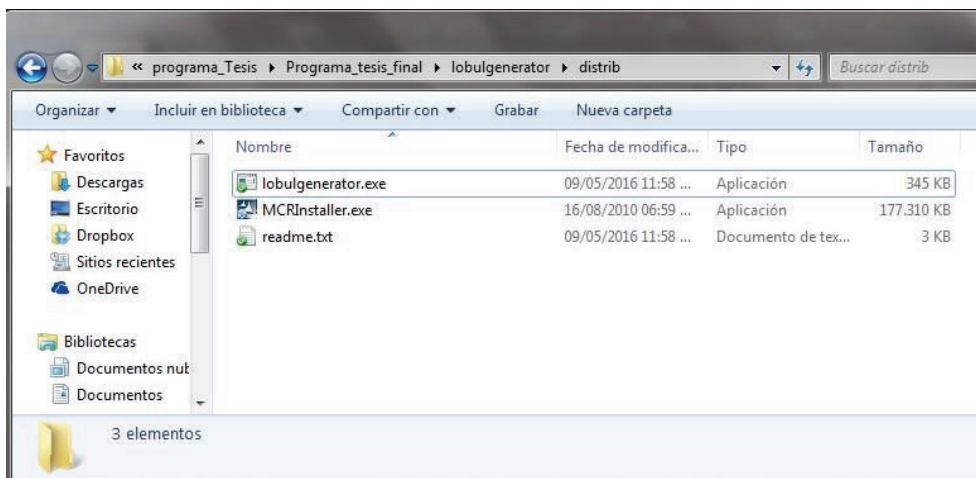 « programa_Tesis ▸ Programa_tesis_final ▸ lobulgenerator ▸ distrib
Buscar distrib
Organizar Incluir en biblioteca Compartir con Grabar Nueva carpeta
Favoritos
Descargas
Escritorio
Dropbox
Sitios recientes
OneDrive
Bibliotecas
Documentos nub
Documentos
Nombre Fecha de modifica... Tipo Tamaño
lobulgenerator.exe 09/05/2016 11:58 ... Aplicación 345 KB
MCRInstaller.exe 16/08/2010 06:59 ... Aplicación 177.310 KB
readme.txt 09/05/2016 11:58 ... Documento de tex... 3 KB
3 elementos